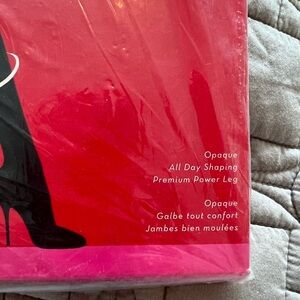 Opaque
All Day Shaping
Premium Power Leg
Opaque
Galbe tout confort
Jambes bien moulées